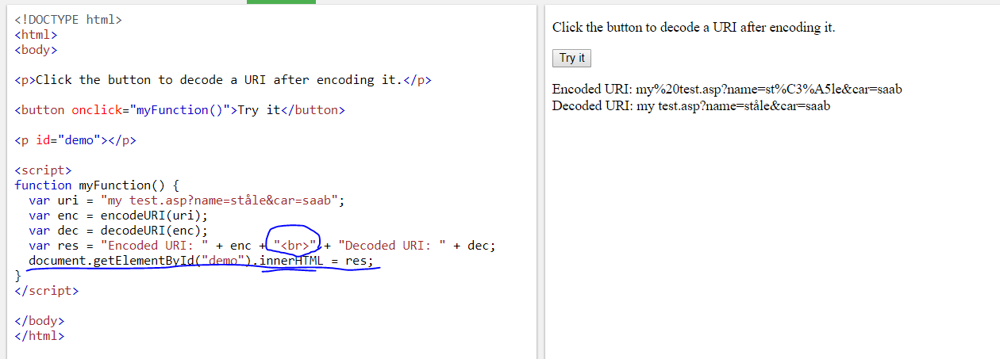 <!DOCTYPE html>
<html>
<body>
<p>Click the button to decode a URI after encoding it.</p>
<button onclick="myFunction()">Try it</button>
<p id="demo"></p>
<script>
function myFunction() {
var uri = "my test.asp?name=ståle&car=saab";
var enc = encodeURI(uri);
var dec = decodeURI(enc);
var res = "Encoded URI: " + enc + "<br>" + "Decoded URI: " + dec;
document.getElementById("demo").innerHTML = res;
}
</script>
</body>
</html>
Click the button to decode a URI after encoding it.
Try it
Encoded URI: my%20test.asp?name=st%C3%A5le&car=saab
Decoded URI: my test.asp?name=ståle&car=saab